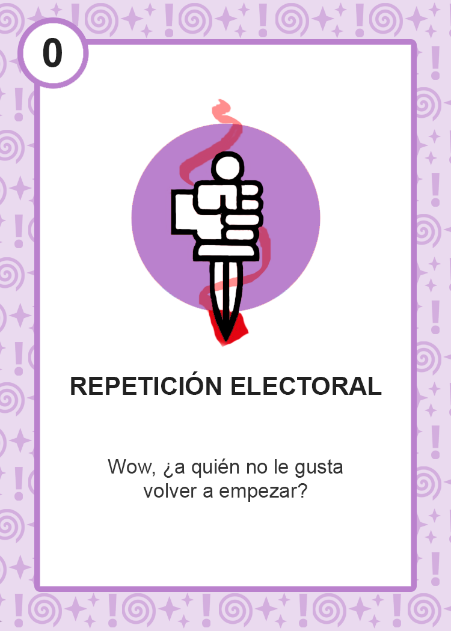 0
REPETICIÓN ELECTORAL
Wow, ¿a quién no le gusta
volver a empezar?